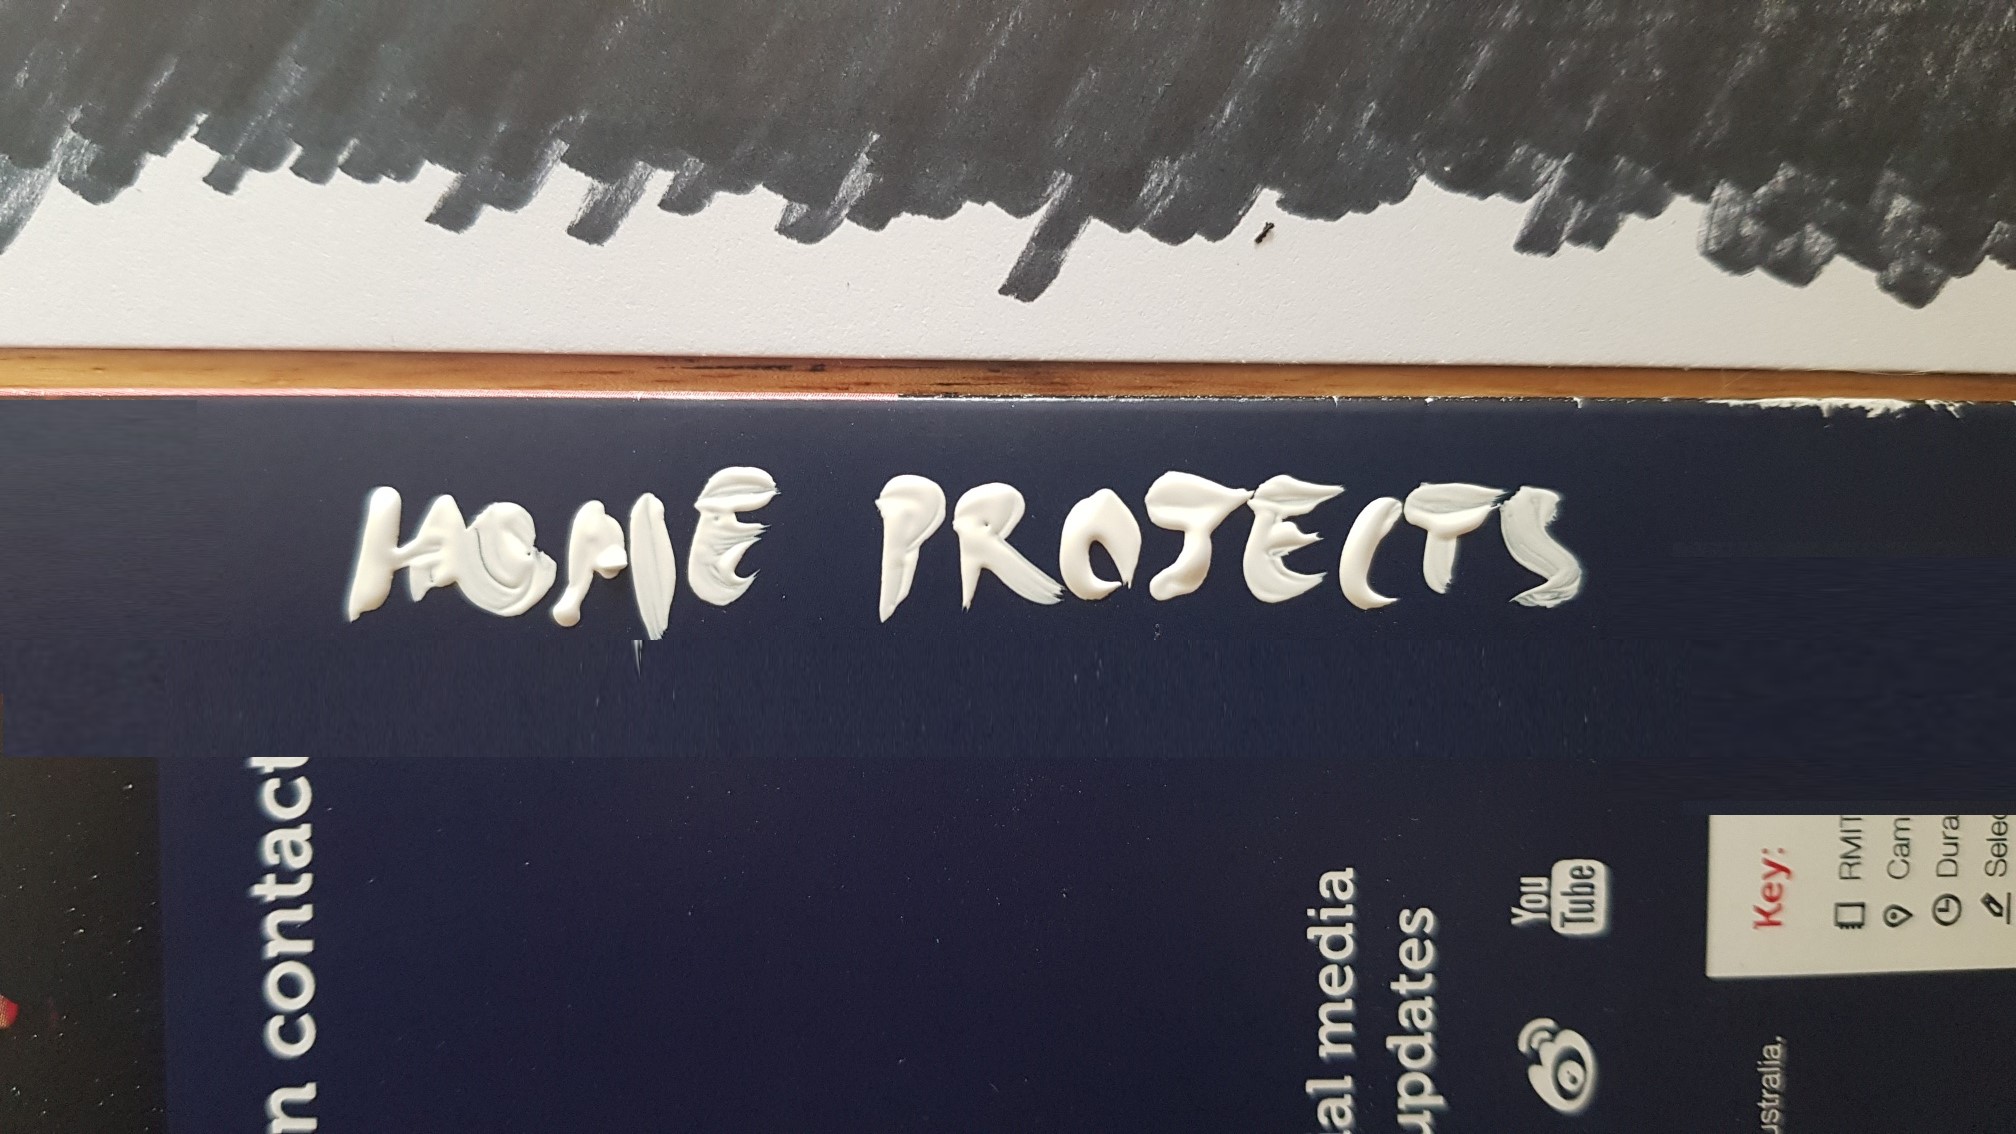 HOME PROJECTS
n contact
al media
updates
You
Tube
Key:
RMIT
Cam
Dura
Selec
ustralia,